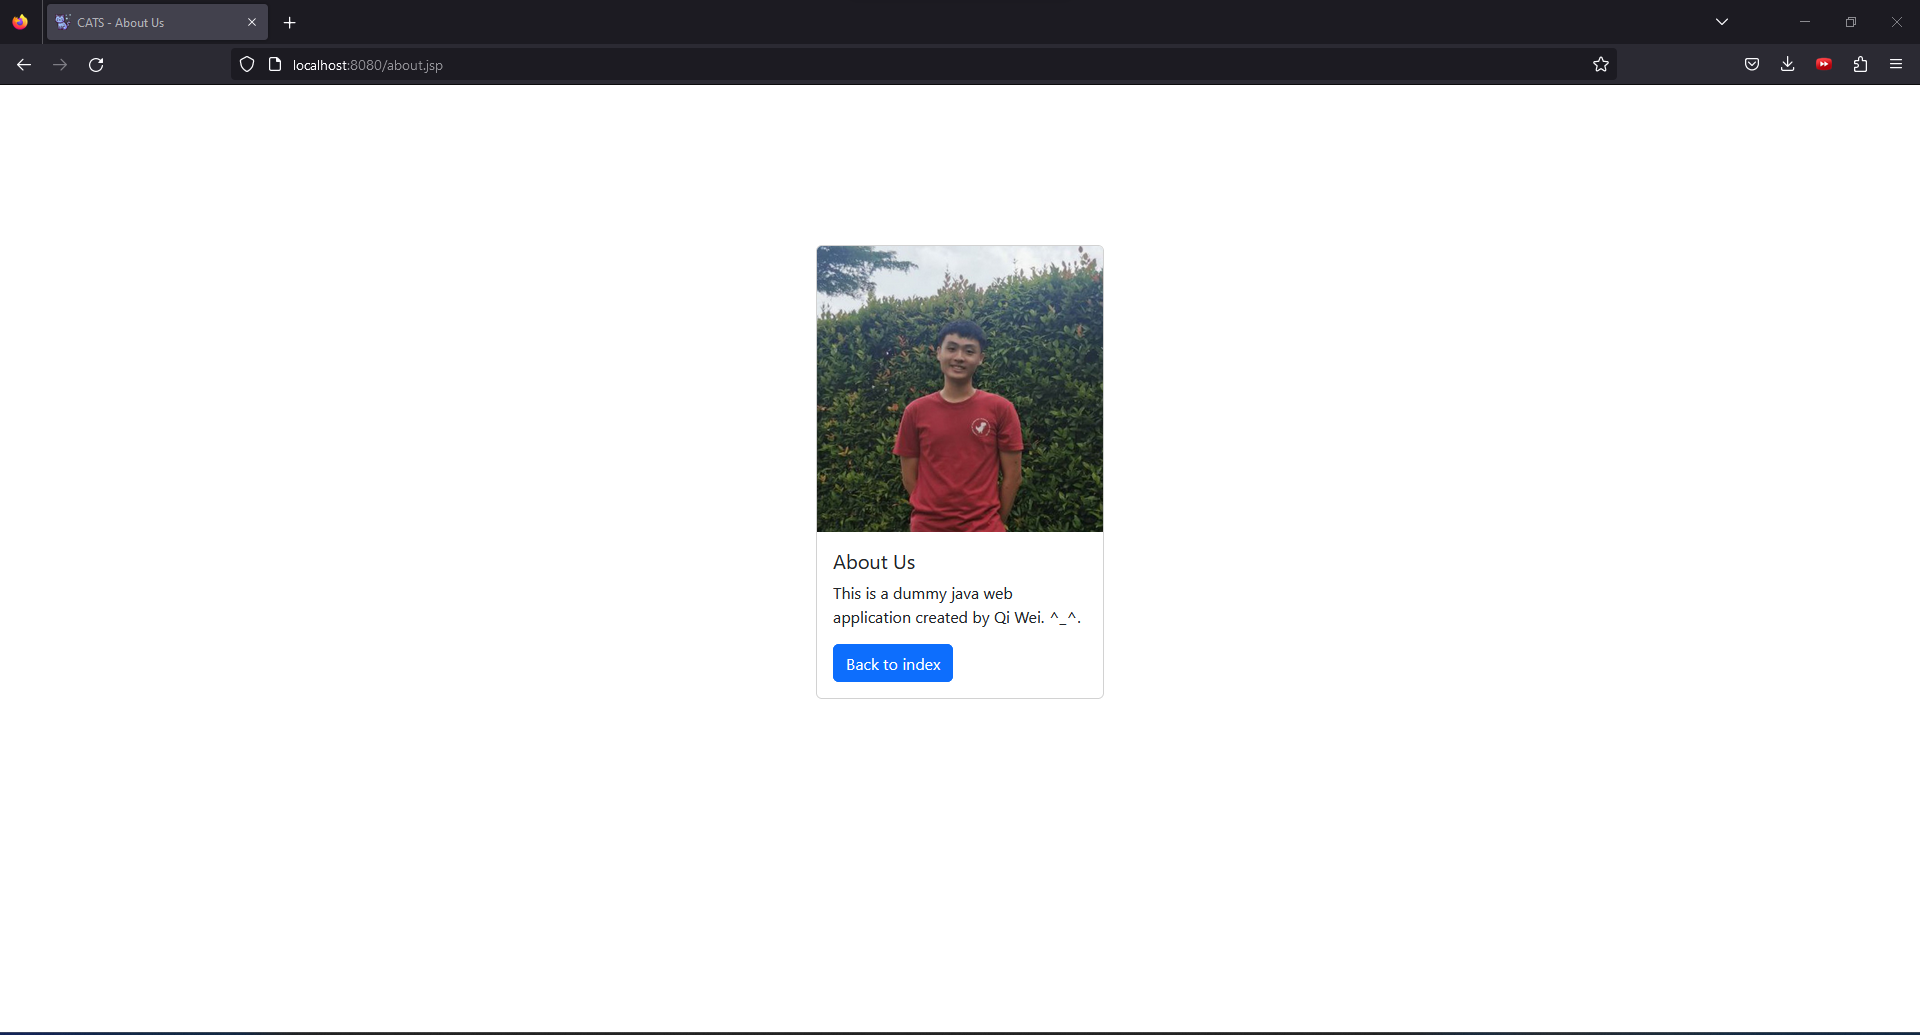 CATS - About Us
localhost:8080/about.jsp
About Us
This is a dummy java web
application created by Qi Wei. ^_^.
Back to index